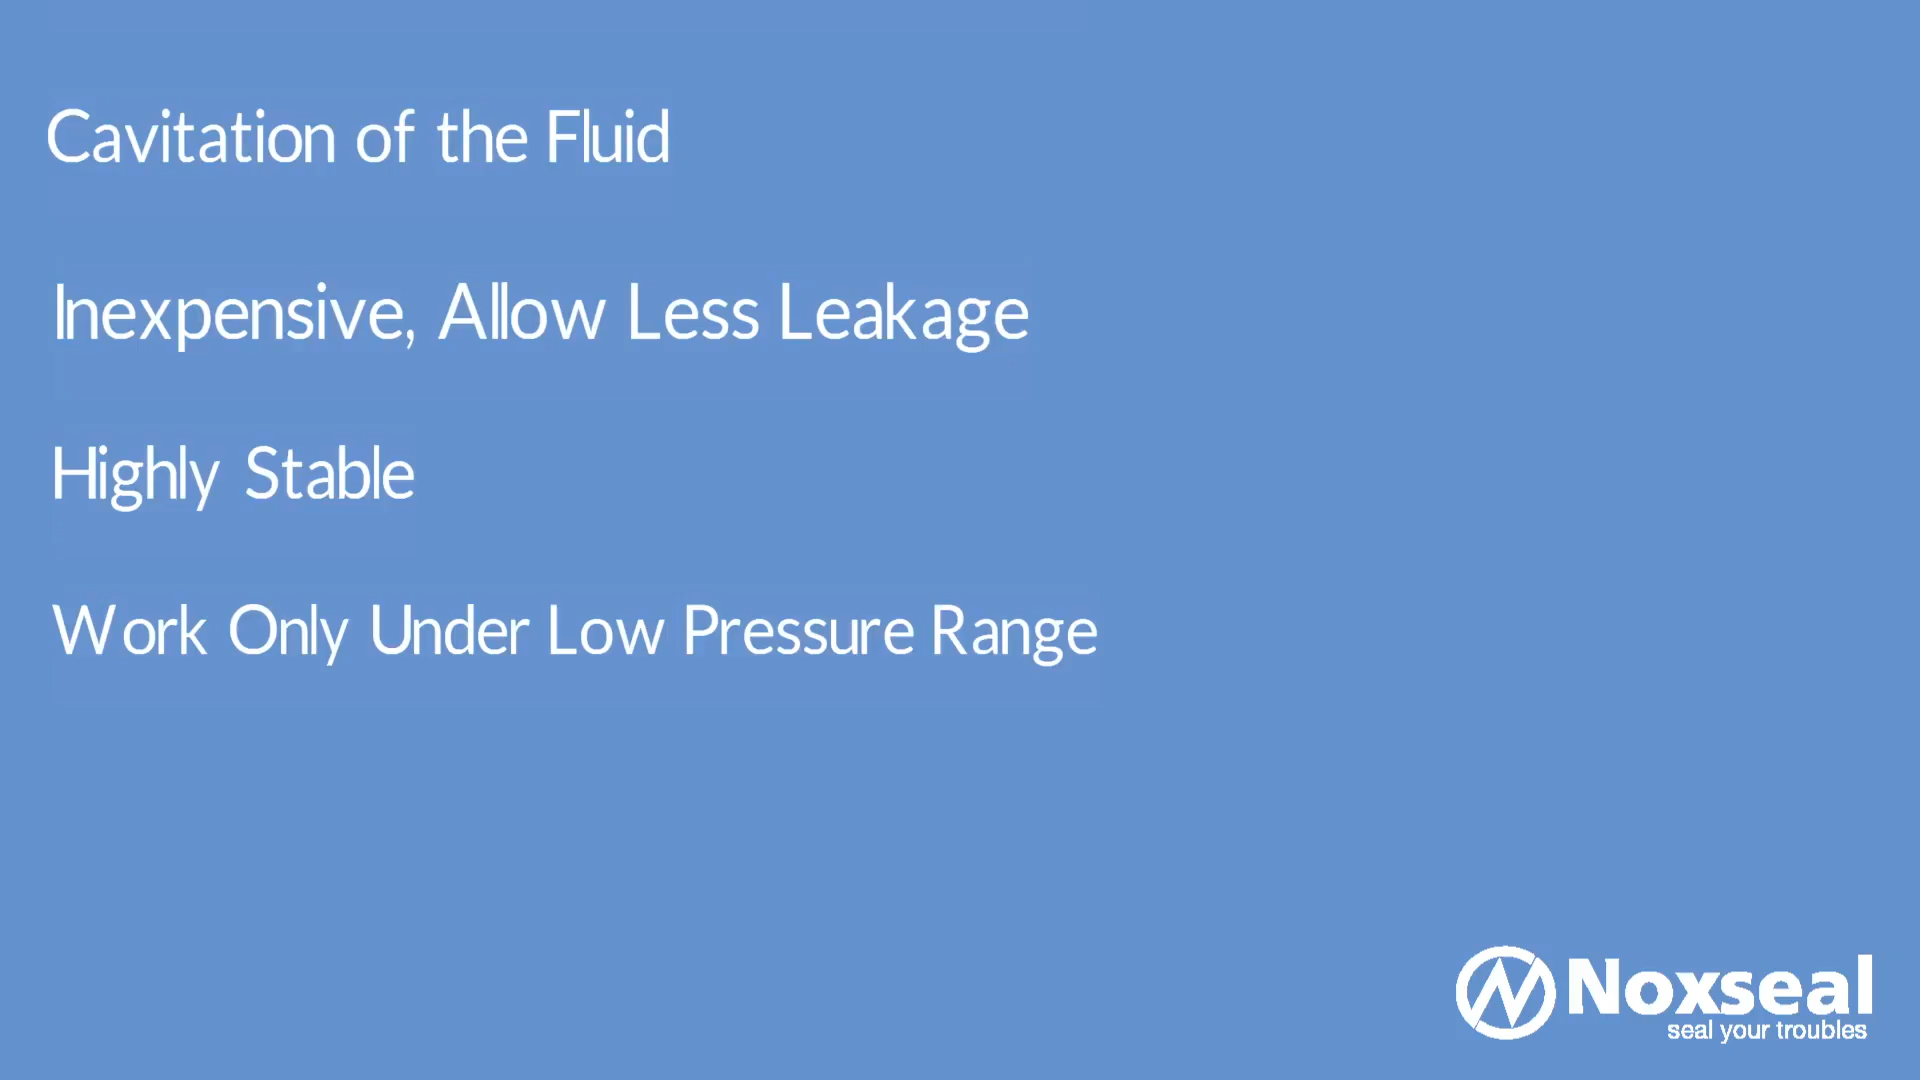 Cavitation of the Fluid
Inexpensive, Allow Less Leakage
Highly Stable
Work Only Under Low Pressure Range
Noxseal
seal your troubles